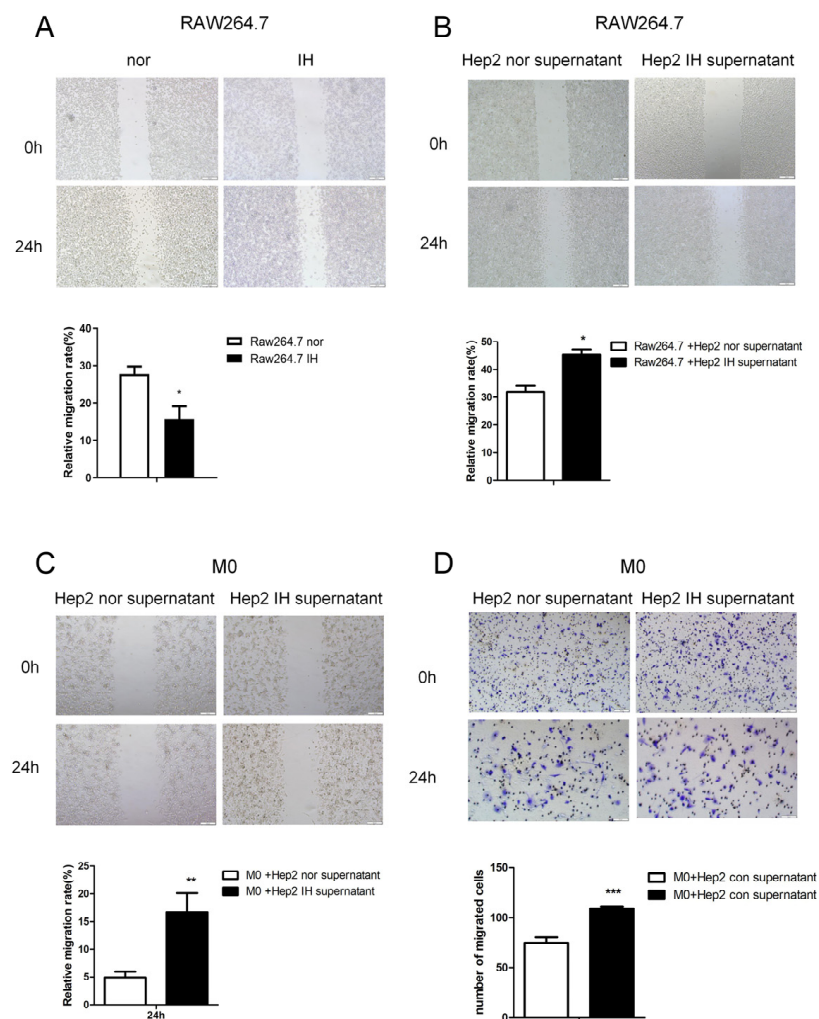 A
RAW264.7
nor
IH
0h
24h
Relative migration rate(%)
40
30
20
10
0
*
Raw264.7 nor
Raw264.7 IH
B
RAW264.7
Hep2 nor supernatant
Hep2 IH supernatant
0h
24h
Relative migration rate(%)
50
40
30
20
10
0
*
Raw264.7 +Hep2 nor supernatant
Raw264.7 +Hep2 IH supernatant
C
M0
Hep2 nor supernatant
Hep2 IH supernatant
0h
24h
Relative migration rate(%)
25
20
15
10
5
0
**
24h
M0 +Hep2 nor supernatant
M0 +Hep2 IH supernatant
D
M0
Hep2 nor supernatant
Hep2 IH supernatant
0h
24h
number of migrated cells
150
100
50
0
***
M0+Hep2 con supernatant
M0+Hep2 con supernatant